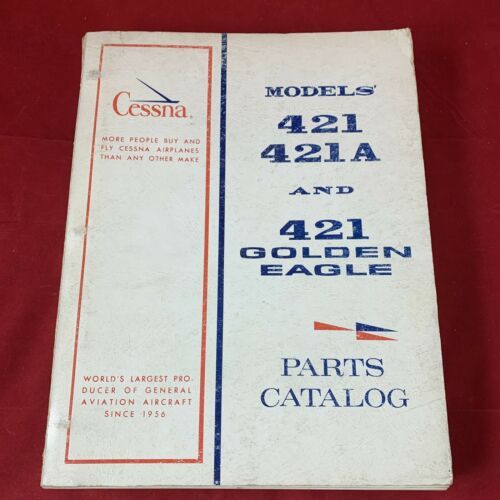 Cessna.
MORE PEOPLE BUY AND
FLY CESSNA AIRPLANES
THAN ANY OTHER MAKE
WORLD'S LARGEST PRO-
DUCER OF GENERAL
AVIATION AIRCRAFT
SINCE 1956
MODELS'
421
421A
AND
421
GOLDEN
EAGLE
PARTS
CATALOG